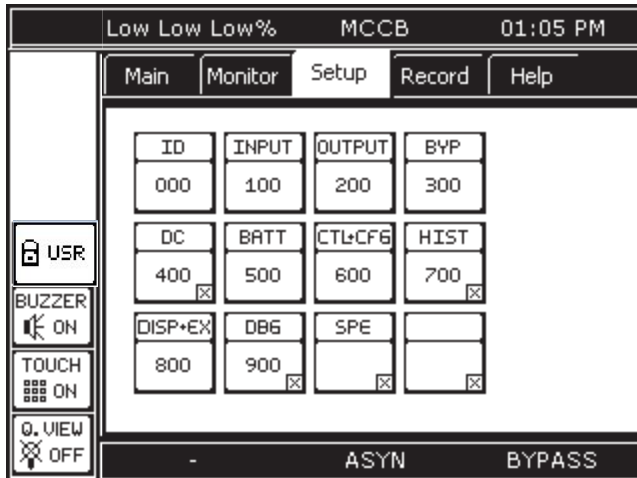 Low Low Low% MCCB 01:05 PM
Main Monitor Setup Record Help
ID INPUT OUTPUT BYP
000 100 200 300
DC BATT CTL+CFG HIST
400 500 600 700
DISP+EX DBG SPE
800 900
USR
BUZZER
ON
TOUCH
ON
Q.VIEW
OFF
- ASYN BYPASS